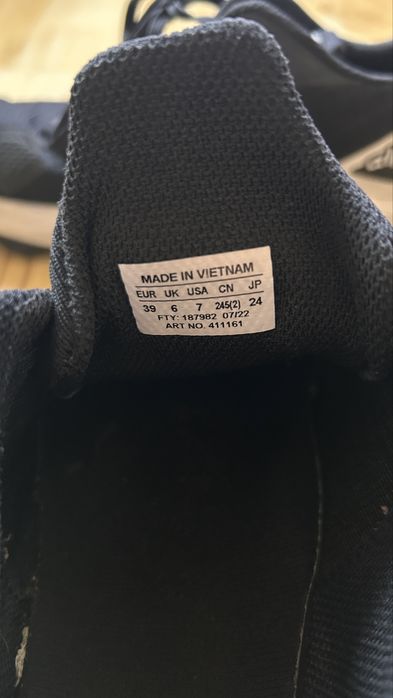 MADE IN VIETNAM
EUR UK USA CN JP
39 6 7 245(2) 24
FTY: 187982 07/22
ART NO. 411161